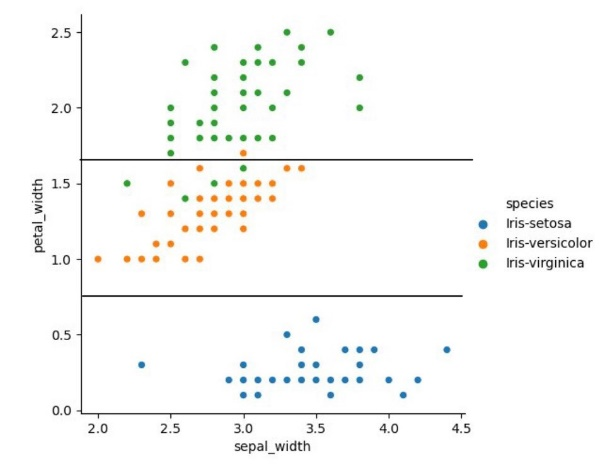 2.5
2.0
1.5
1.0
0.5
0.0
petal_width
2.0 2.5 3.0 3.5 4.0 4.5
sepal_width
species
Iris-setosa
Iris-versicolor
Iris-virginica